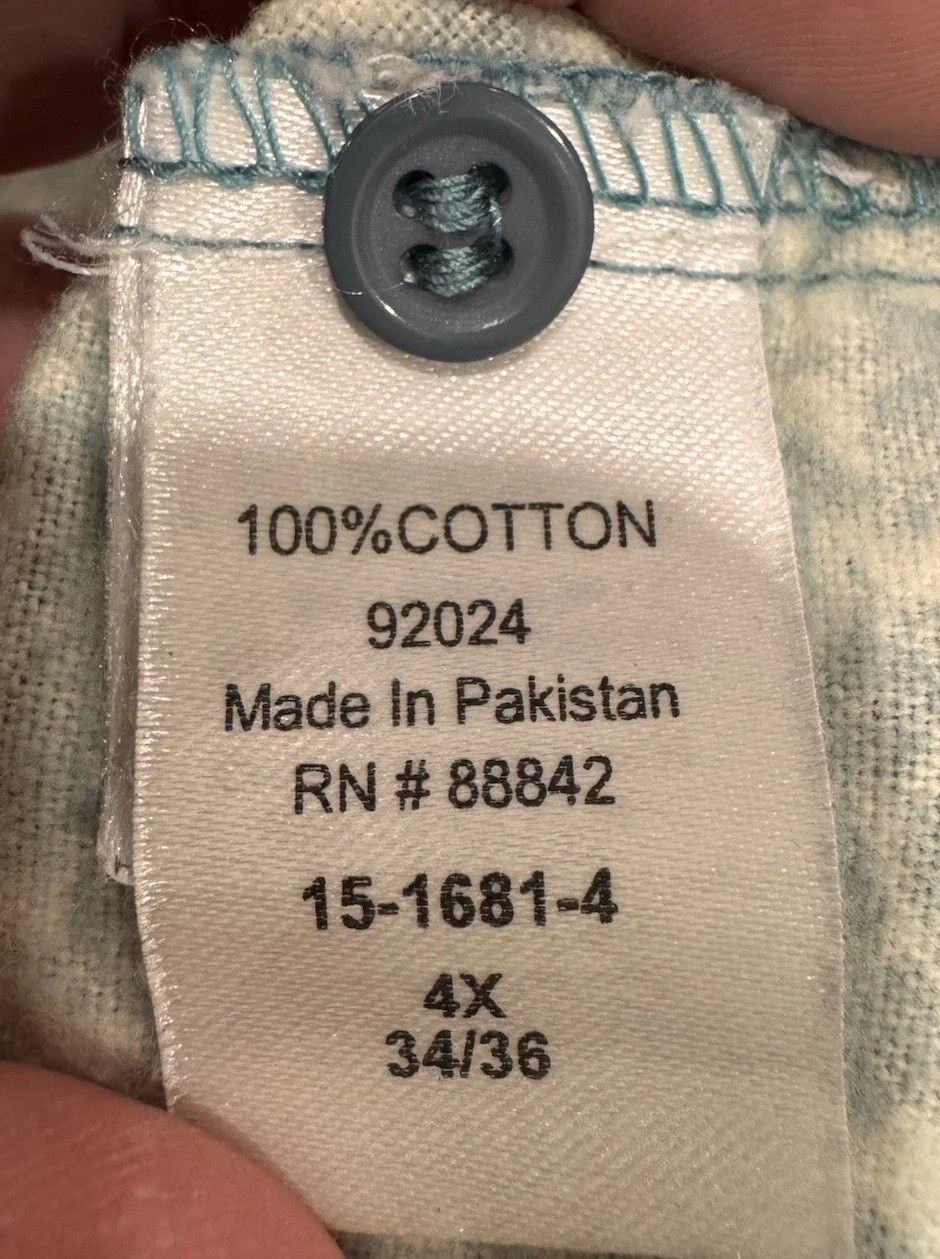 100%COTTON
92024
Made In Pakistan
RN # 88842
15-1681-4
4X
34/36